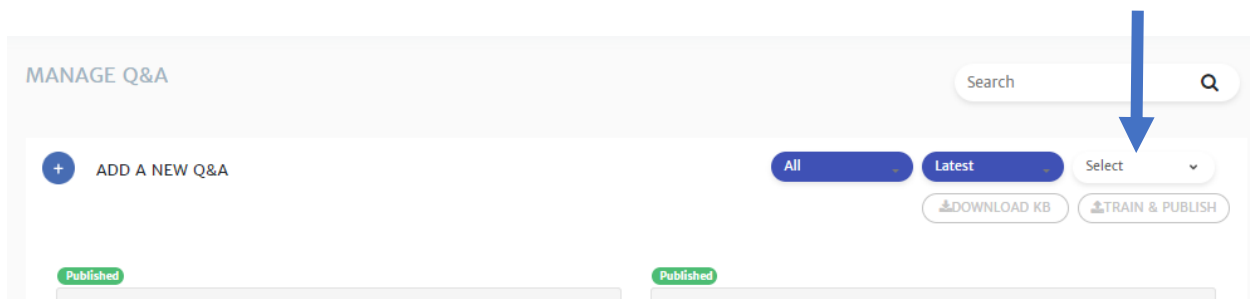 MANAGE Q&A
Search
+ ADD A NEW Q&A
All Latest Select
DOWNLOAD KB TRAIN & PUBLISH
Published Published